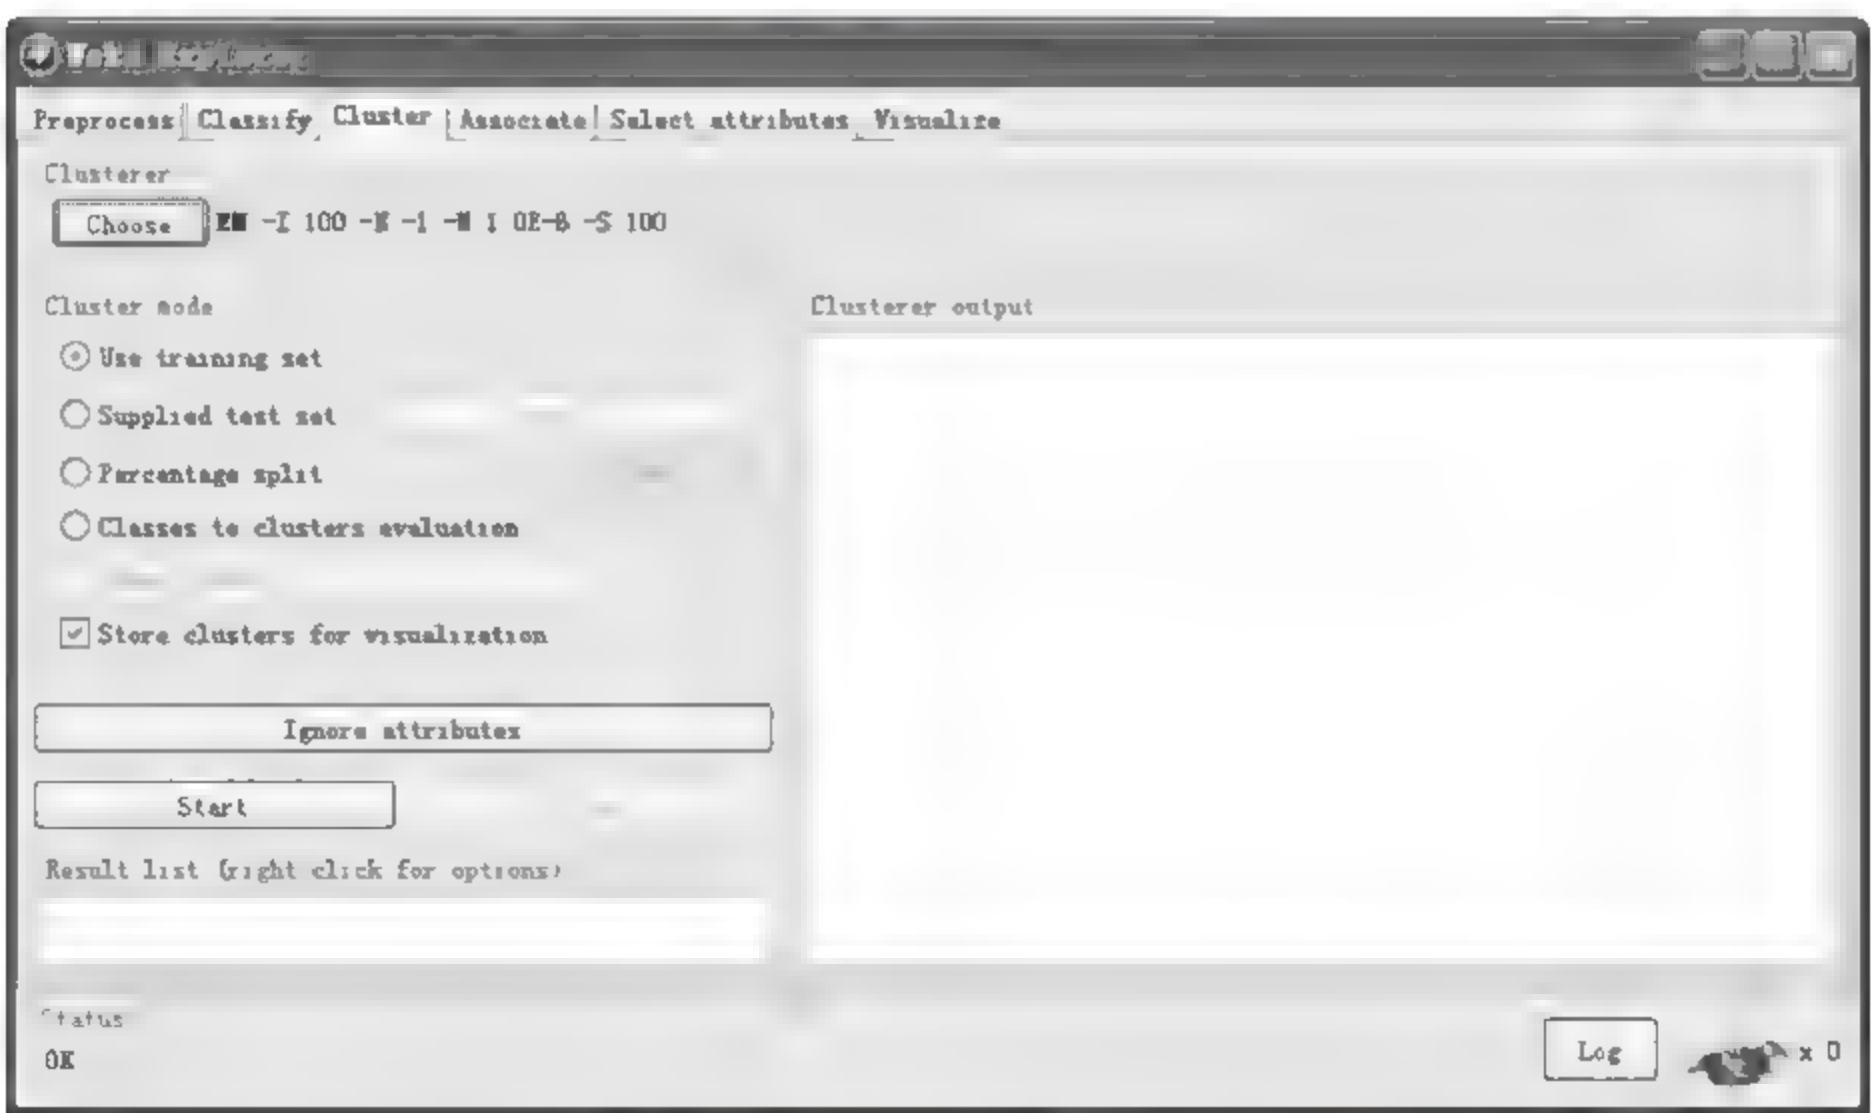 Preprocess Classify Cluster Associate Select attributes Visualize
Clusterer
Choose EM -I 100 -N -1 -M 1 0E-6 -S 100
Cluster mode
Clusterer output
Use training set
Supplied test set
Percentage split
Classes to clusters evaluation
Store clusters for visualization
Ignore attributes
Start
Result list (right click for options)
Status
OK
Log
x 0